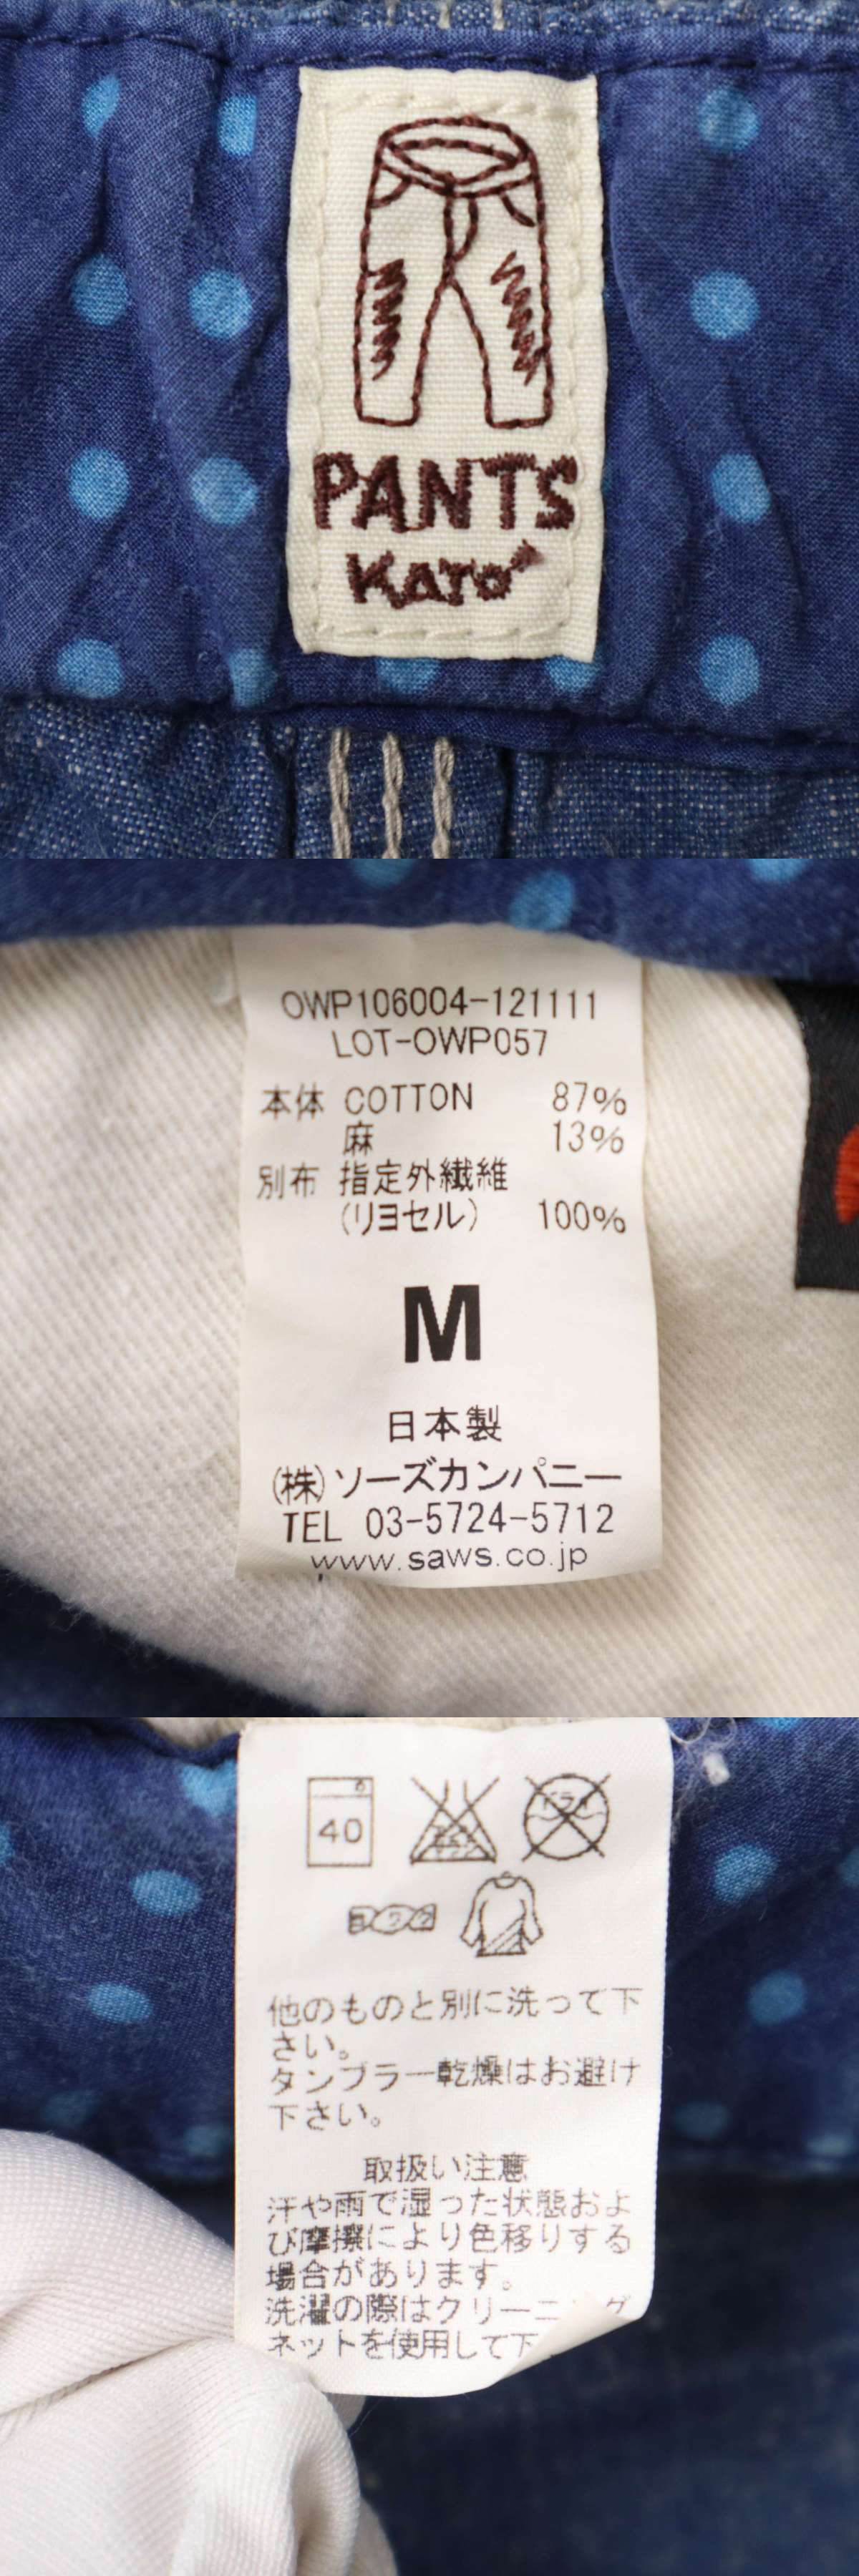 PANTS
KATO'
OWP106004-121111
LOT-OWP057
本体 COTTON 87%
麻 13%
別布 指定外繊維
(リヨセル) 100%
M
日本製
(株)ソーズカンパニー
TEL 03-5724-5712
www.saws.co.jp
40
ドライ
ヨワク
他のものと別に洗って下
さい。
タンブラー乾燥はお避け
下さい。
取扱い注意
汗や雨で湿った状態およ
び摩擦により色移りする
場合があります。
洗濯の際はクリーニング
ネットを使用して下